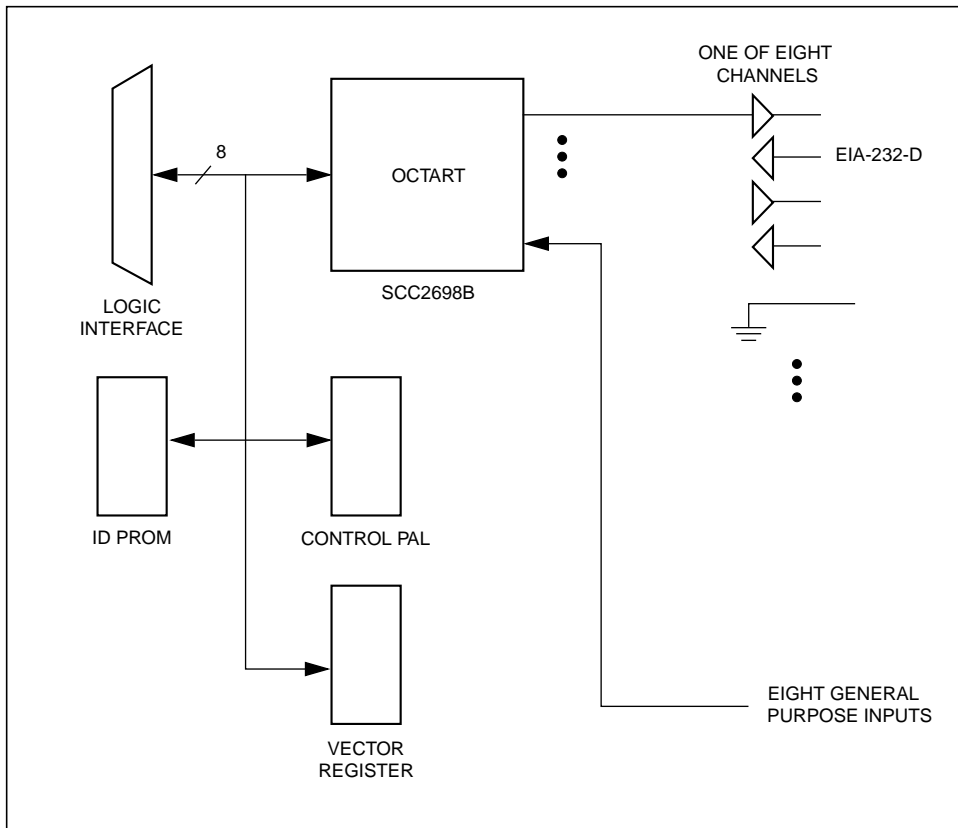 ONE OF EIGHT
CHANNELS
8
EIA-232-D
OCTART
SCC2698B
LOGIC
INTERFACE
ID PROM
CONTROL PAL
EIGHT GENERAL
PURPOSE INPUTS
VECTOR
REGISTER